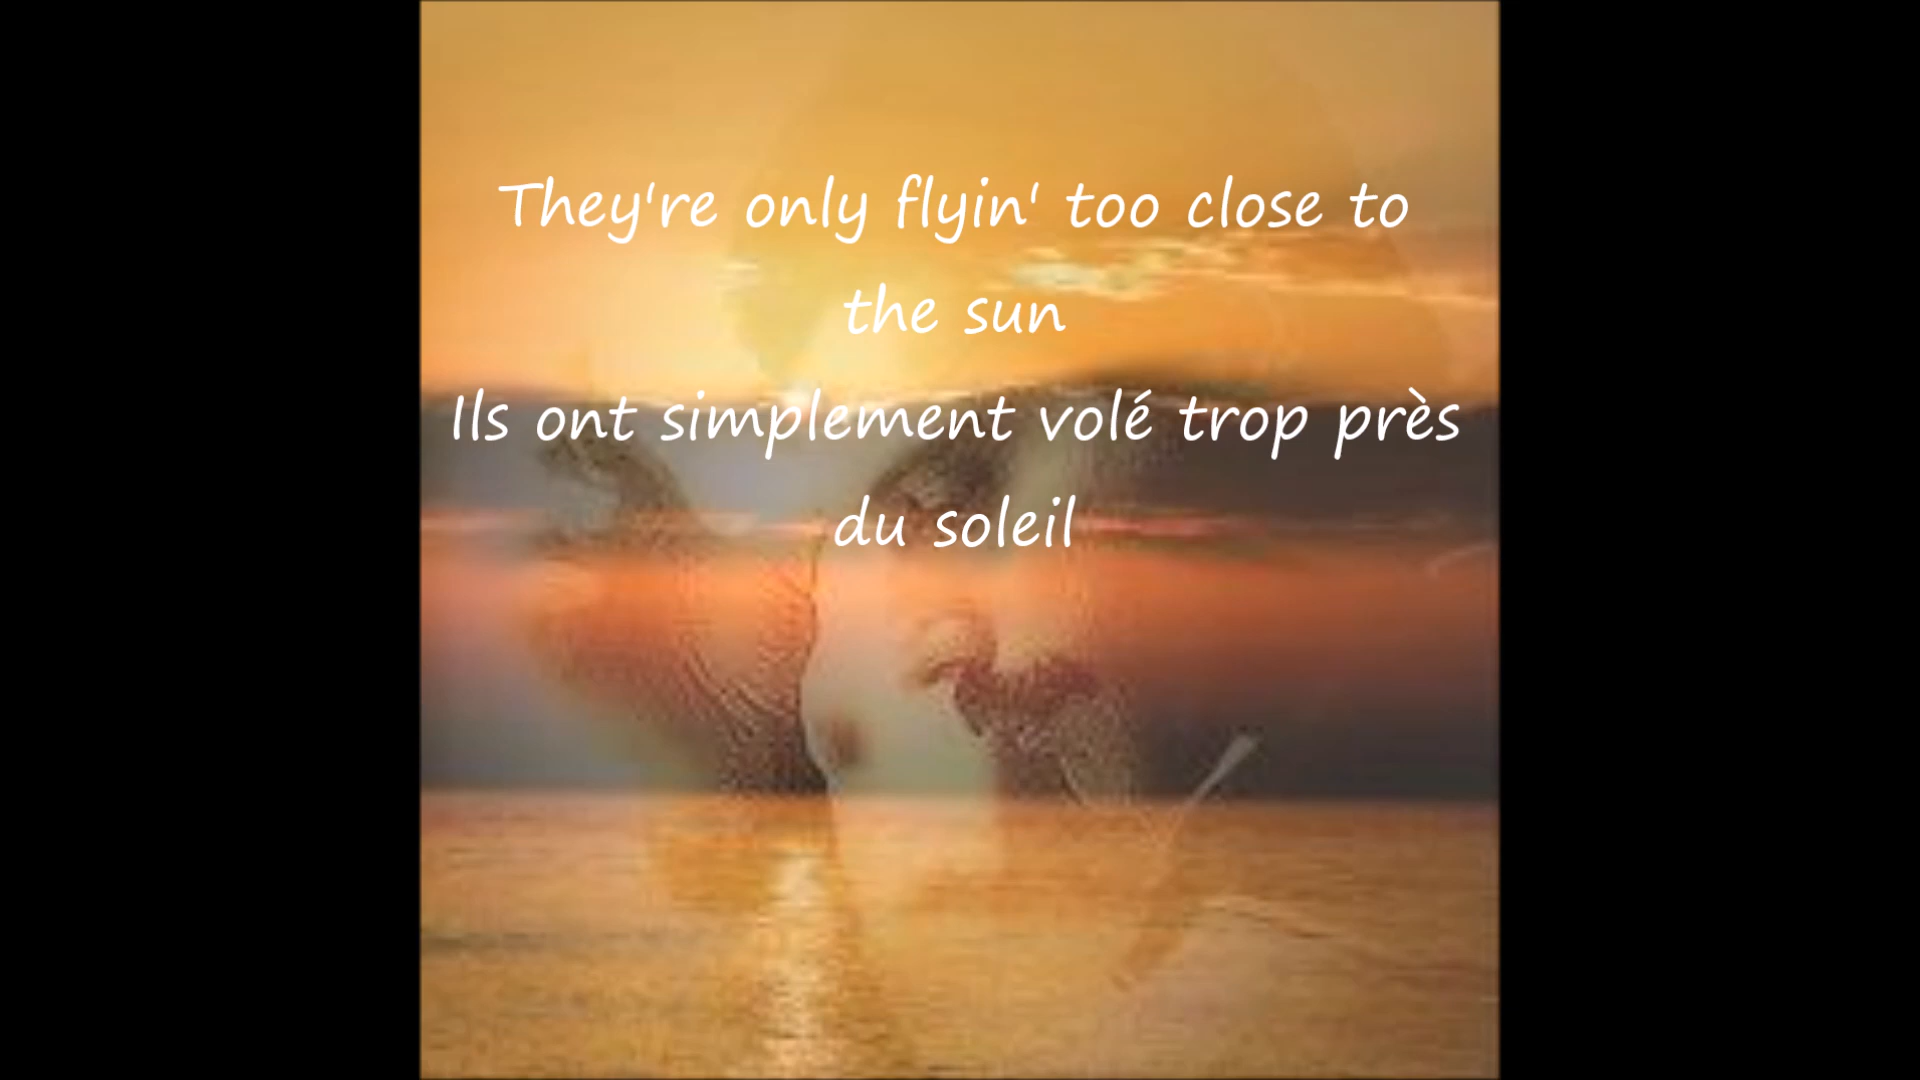 They're only flyin' too close to
the sun
Ils ont simplement volé trop près
du soleil